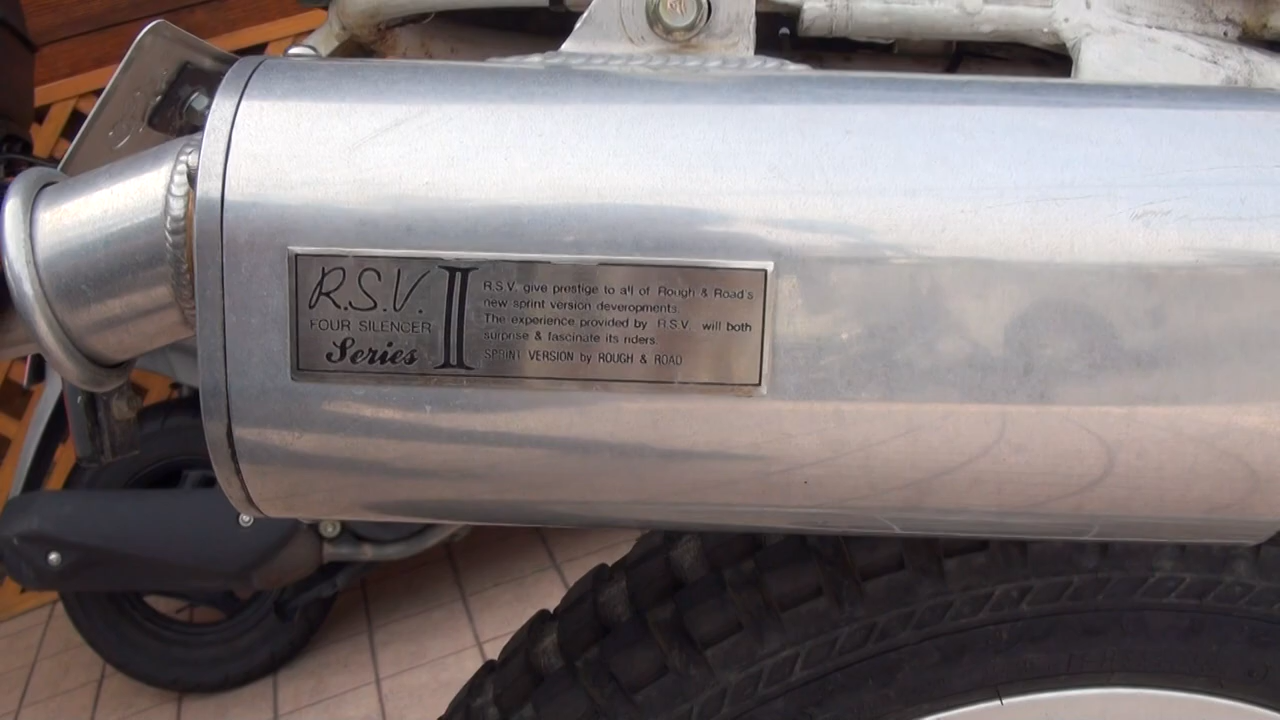 R.S.V. II
FOUR SILENCER
Series
R.S.V. give prestige to all of Rough & Road's
new sprint version deveropments.
The experience provided by R.S.V. will both
surprise & fascinate its riders.
SPRINT VERSION by ROUGH & ROAD